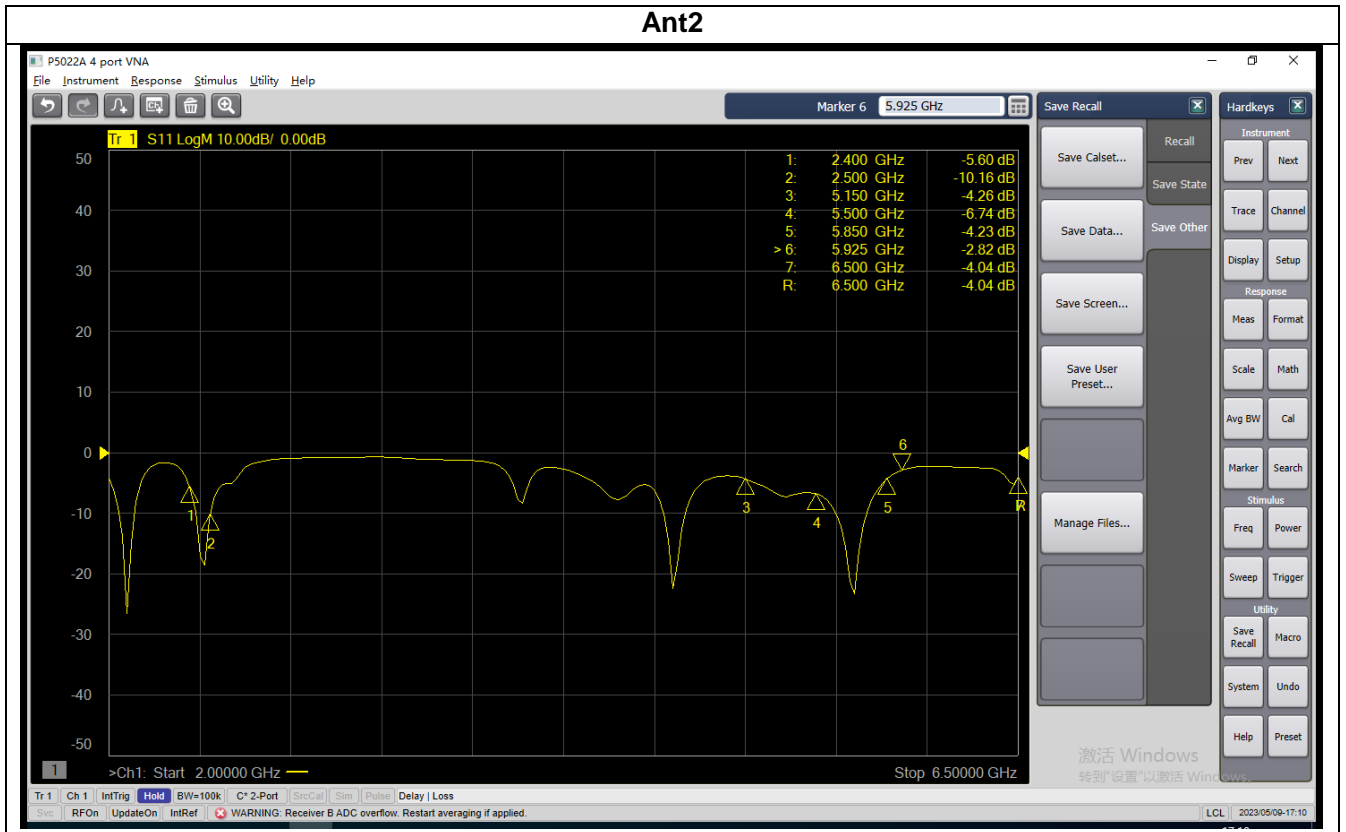 Ant2
P5022A 4 port VNA
File Instrument Response Stimulus Utility Help
Marker 6 5.925 GHz
Save Recall
Hardkeys
Tr 1 S11 LogM 10.00dB/ 0.00dB
1: 2.400 GHz -5.60 dB
2: 2.500 GHz -10.16 dB
3: 5.150 GHz -4.26 dB
4: 5.500 GHz -6.74 dB
5: 5.850 GHz -4.23 dB
> 6: 5.925 GHz -2.82 dB
7: 6.500 GHz -4.04 dB
R: 6.500 GHz -4.04 dB
50
40
30
20
10
0
-10
-20
-30
-40
-50
1
2
3
4
5
6
R
1
>Ch1: Start 2.00000 GHz
Stop 6.50000 GHz
Save Calset...
Save Data...
Save Screen...
Save User
Preset...
Manage Files...
Recall
Save State
Save Other
Instrument
Prev Next
Trace Channel
Display Setup
Response
Meas Format
Scale Math
Avg BW Cal
Marker Search
Stimulus
Freq Power
Sweep Trigger
Utility
Save
Recall
Macro
System Undo
Help Preset
激活 Windows
转到"设置"以激活 Windows。
Tr 1 Ch 1 IntTrig Hold BW=100k C* 2-Port SrcCal Sim Pulse Delay | Loss
Svc RFOn UpdateOn IntRef WARNING: Receiver B ADC overflow. Restart averaging if applied.
LCL 2023/05/09-17:10